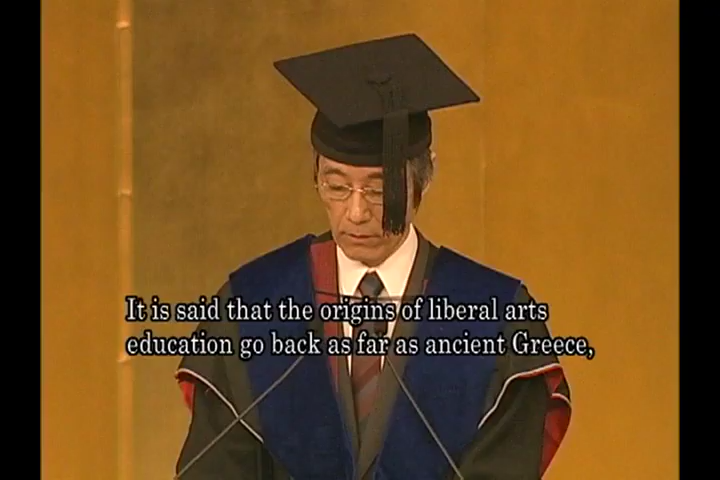 It is said that the origins of liberal arts
education go back as far as ancient Greece,